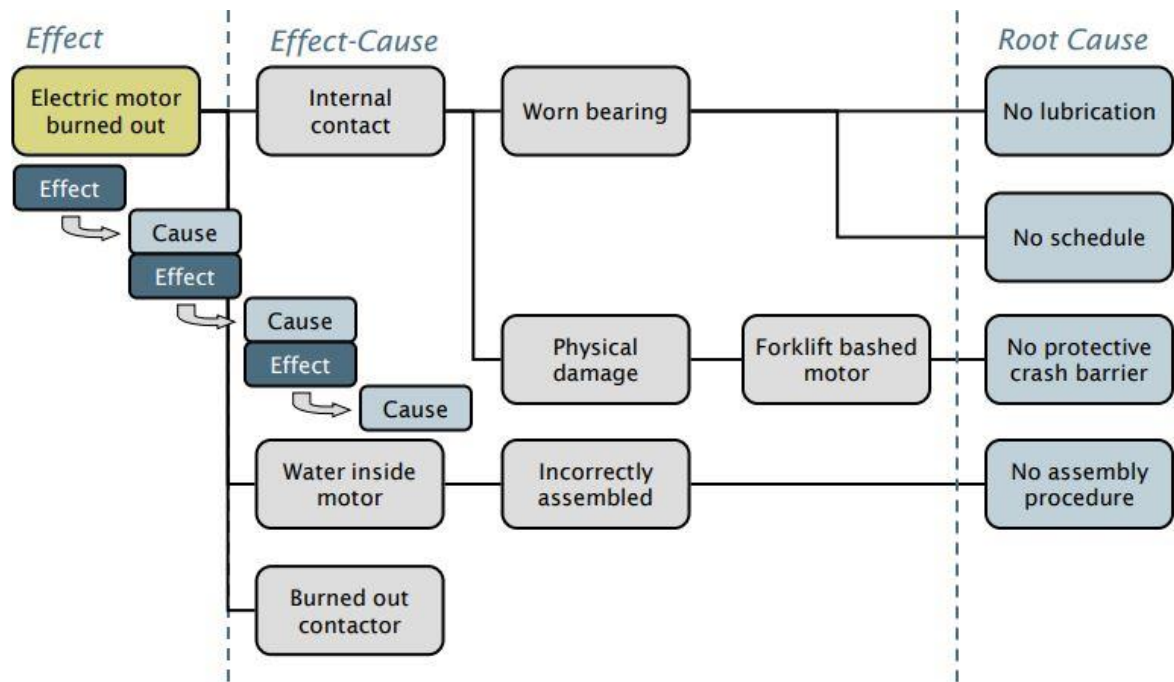 Effect
Effect-Cause
Root Cause
Electric motor
burned out
Internal
contact
Worn bearing
No lubrication
Effect
Cause
Effect
No schedule
Cause
Effect
Cause
Physical
damage
Forklift bashed
motor
No protective
crash barrier
Water inside
motor
Incorrectly
assembled
No assembly
procedure
Burned out
contactor